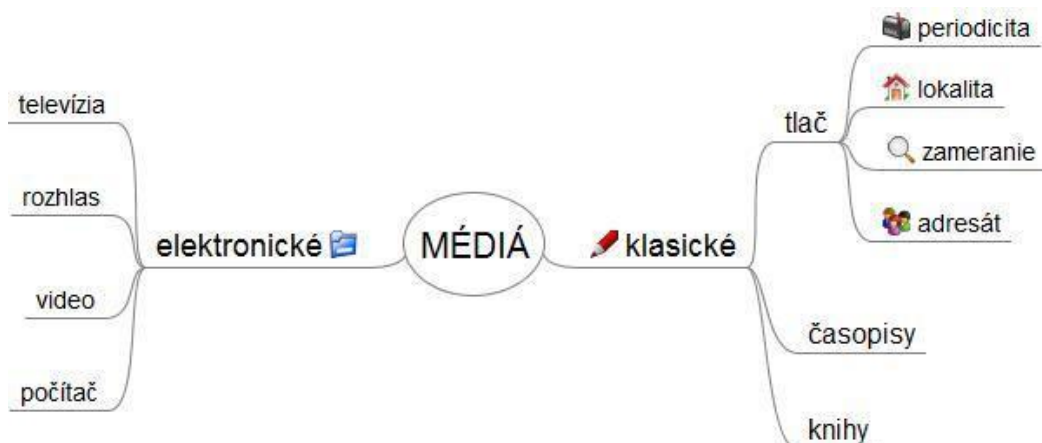 televízia
rozhlas
video
počítač
elektronické
MÉDIÁ
klasické
tlač
periodicita
lokalita
zameranie
adresát
časopisy
knihy